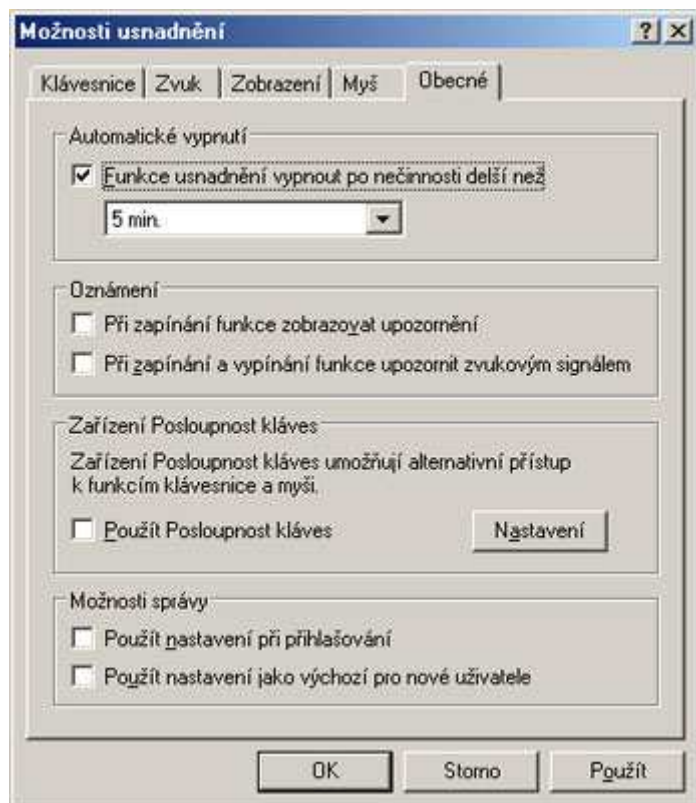 Možnosti usnadnění
Klávesnice Zvuk Zobrazení Myš Obecné
Automatické vypnutí
Funkce usnadnění vypnout po nečinnosti delší než
5 min.
Oznámení
Při zapínání funkce zobrazovat upozornění
Při zapínání a vypínání funkce upozornit zvukovým signálem
Zařízení Posloupnost kláves
Zařízení Posloupnost kláves umožňují alternativní přístup
k funkcím klávesnice a myši.
Použít Posloupnost kláves Nastavení
Možnosti správy
Použít nastavení při přihlašování
Použít nastavení jako výchozí pro nové uživatele
OK Storno Použít